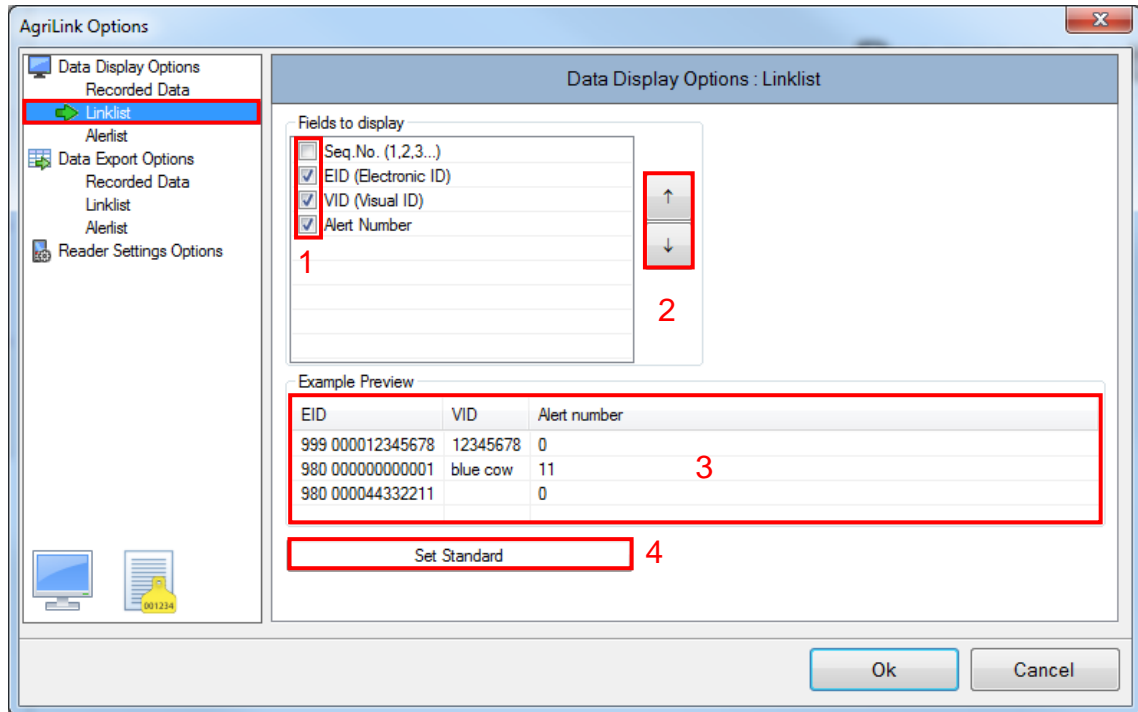 AgriLink Options
x
Data Display Options
Recorded Data
Linklist
Alertlist
Data Export Options
Recorded Data
Linklist
Alertlist
Reader Settings Options
001234
Data Display Options : Linklist
Fields to display
Seq.No. (1,2,3...)
EID (Electronic ID)
VID (Visual ID)
Alert Number
1
↑
↓
2
Example Preview
EID VID Alert number
999 000012345678 12345678 0
980 000000000001 blue cow 11
980 000044332211 0
3
Set Standard
4
Ok
Cancel